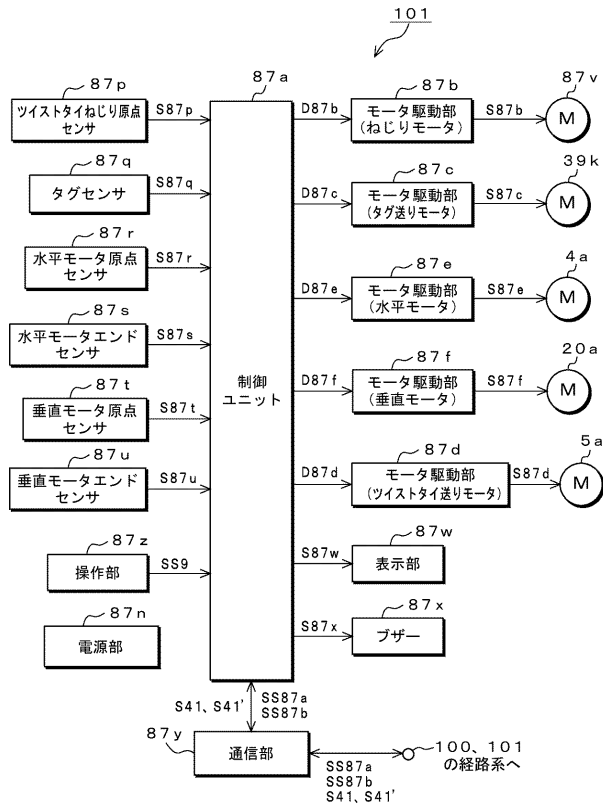 101
87p
ツイストタイねじり原点
センサ
S87p
87q
タグセンサ
S87q
87r
水平モータ原点
センサ
S87r
87s
水平モータエンド
センサ
S87s
87t
垂直モータ原点
センサ
S87t
87u
垂直モータエンド
センサ
S87u
87z
操作部
SS9
87n
電源部
87a
制御
ユニット
D87b
87b
モータ駆動部
(ねじりモータ)
S87b
87v
M
D87c
87c
モータ駆動部
(タグ送りモータ)
S87c
39k
M
D87e
87e
モータ駆動部
(水平モータ)
S87e
4a
M
D87f
87f
モータ駆動部
(垂直モータ)
S87f
20a
M
D87d
87d
モータ駆動部
(ツイストタイ送りモータ)
S87d
5a
M
S87w
87w
表示部
S87x
87x
ブザー
S41、S41'
SS87a
SS87b
87y
通信部
SS87a
SS87b
S41、S41'
100、101
の経路系へ